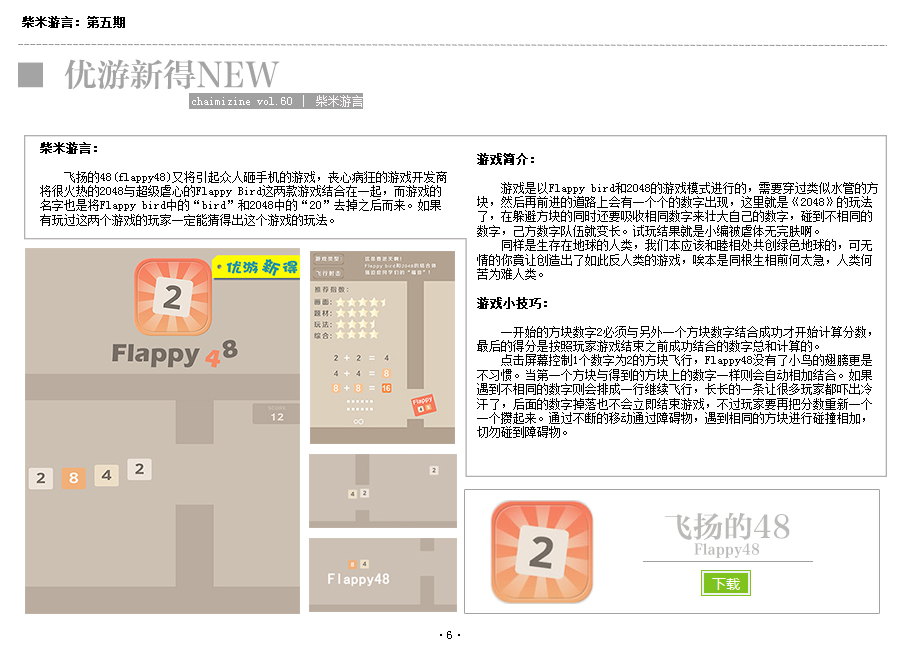 柴米游言：第五期
优游新得NEW
chaimizine vol.60 | 柴米游言
柴米游言：
飞扬的48(flappy48)又将引起众人砸手机的游戏，丧心病狂的游戏开发商
将很火热的2048与超级虐心的Flappy Bird这两款游戏结合在一起，而游戏的
名字也是将Flappy bird中的“bird”和2048中的“20”去掉之后而来。如果
有玩过这两个游戏的玩家一定能猜得出这个游戏的玩法。
游戏简介：
游戏是以Flappy bird和2048的游戏模式进行的，需要穿过类似水管的方
块，然后再前进的道路上会有一个个的数字出现，这里就是《2048》的玩法
了，在躲避方块的同时还要吸收相同数字来壮大自己的数字，碰到不相同的
数字，己方数字队伍就变长。试玩结果就是小编被虐体无完肤啊。
同样是生存在地球的人类，我们本应该和睦相处共创绿色地球的，可无
情的你竟让创造出了如此反人类的游戏，唉本是同根生相煎何太急，人类何
苦为难人类。
游戏小技巧：
一开始的方块数字2必须与另外一个方块数字结合成功才开始计算分数，
最后的得分是按照玩家游戏结束之前成功结合的数字总和计算的。
点击屏幕控制1个数字为2的方块飞行，Flappy48没有了小鸟的翅膀更是
不习惯。当第一个方块与得到的方块上的数字一样则会自动相加结合。如果
遇到不相同的数字则会排成一行继续飞行，长长的一条让很多玩家都吓出冷
汗了，后面的数字掉落也不会立即结束游戏，不过玩家要再把分数重新一个
一个攒起来。通过不断的移动通过障碍物，遇到相同的方块进行碰撞相加，
切勿碰到障碍物。
优游新得
2
Flappy 48
SCORE
12
2 8 4 2
游戏类型：
飞行射击
推荐指数：
画面：
题材：
玩法：
综合：
2 + 2 = 4
4 + 4 = 8
8 + 8 = 16
∞
Flappy
2
4 2
8 4
Flappy48
2
飞扬的48
Flappy48
下载
·6·